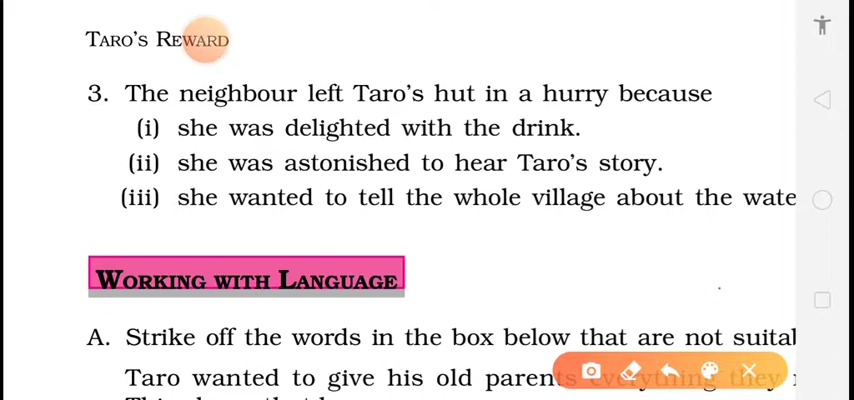 TARO'S REWARD
3. The neighbour left Taro's hut in a hurry because
(i) she was delighted with the drink.
(ii) she was astonished to hear Taro's story.
(iii) she wanted to tell the whole village about the wate
WORKING WITH LANGUAGE
A. Strike off the words in the box below that are not suital
Taro wanted to give his old parents everything they